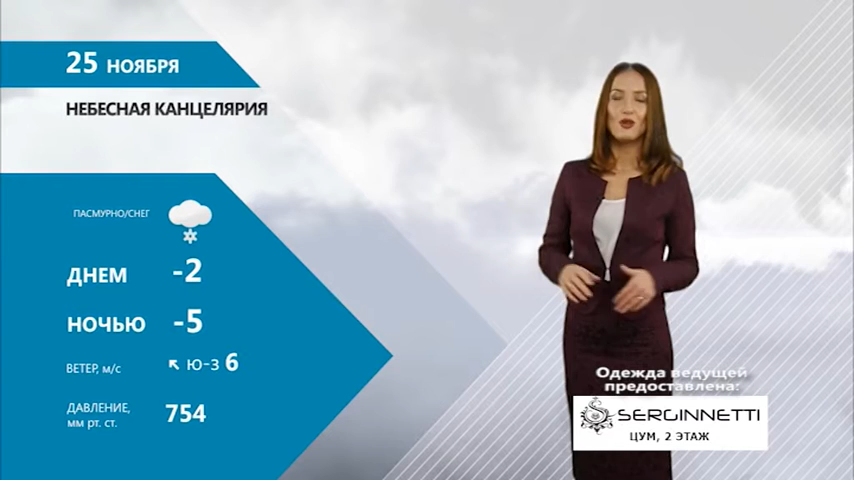 25 НОЯБРЯ
НЕБЕСНАЯ КАНЦЕЛЯРИЯ
ПАСМУРНО/СНЕГ
ДНЕМ -2
НОЧЬЮ -5
ВЕТЕР, м/с Ю-З 6
ДАВЛЕНИЕ,
мм рт. ст. 754
Одежда ведущей
предоставлена:
SERGINNETTI
ЦУМ, 2 ЭТАЖ